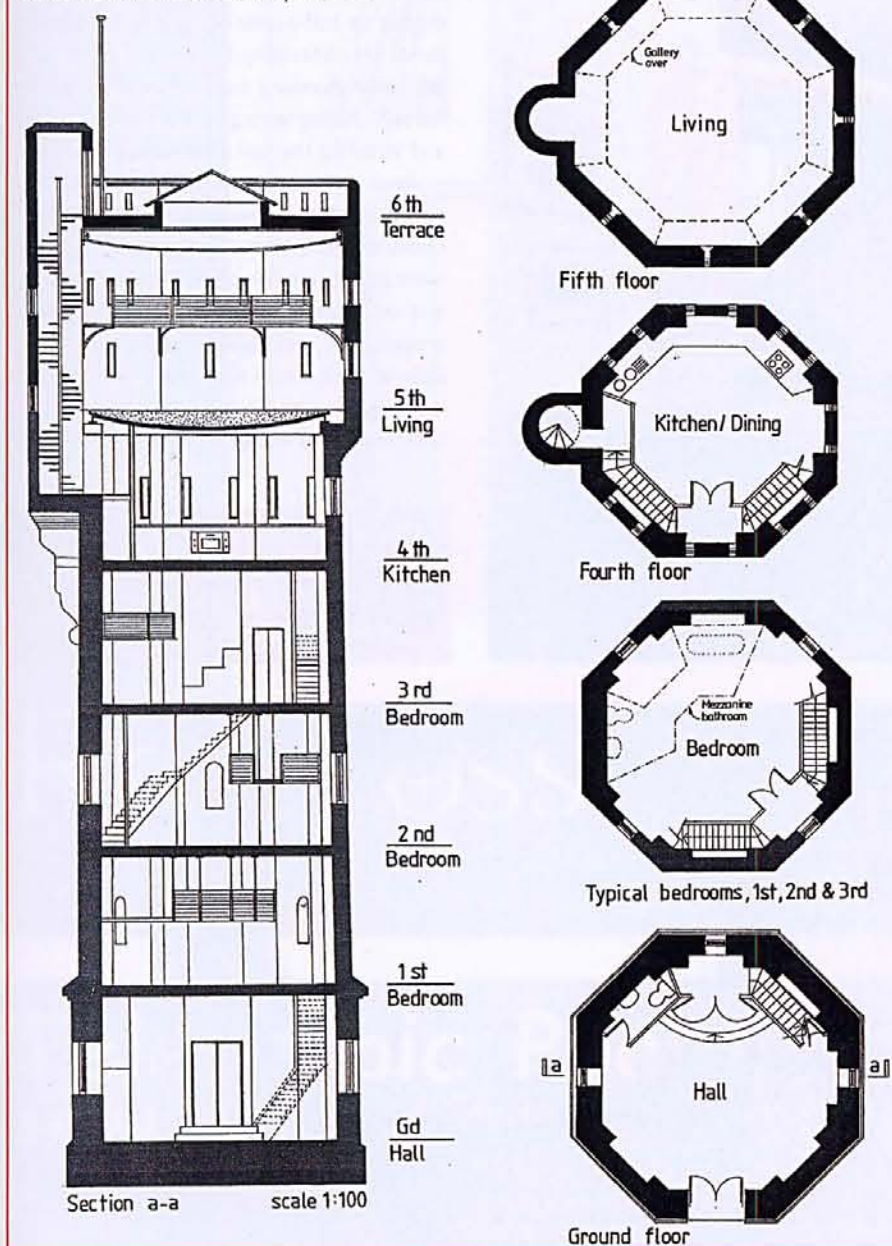 6th
Terrace
5th
Living
4th
Kitchen
3rd
Bedroom
2nd
Bedroom
1st
Bedroom
Gd
Hall
Section a-a
scale 1:100
Gallery
over
Living
Fifth floor
Kitchen/Dining
Fourth floor
Mezzanine
bathroom
Bedroom
Typical bedrooms, 1st, 2nd & 3rd
a
a
Hall
Ground floor